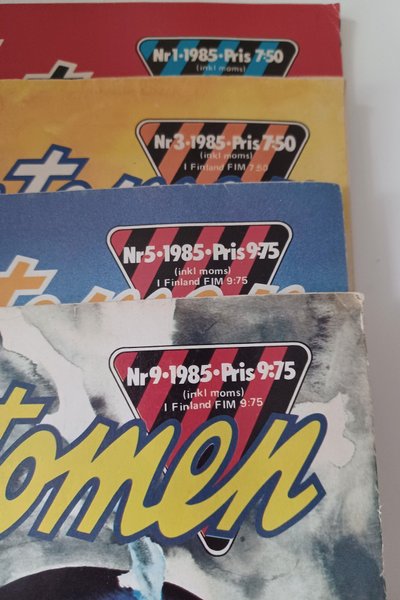 Nr 1 · 1985 · Pris 7:50
(inkl moms)
Nr 3 · 1985 · Pris 7:50
(inkl moms)
I Finland FIM 7:50
tomen
Nr 5 · 1985 · Pris 9:75
(inkl moms)
I Finland FIM 9:75
tomen
Nr 9 · 1985 · Pris 9:75
(inkl moms)
I Finland FIM 9:75
tomen